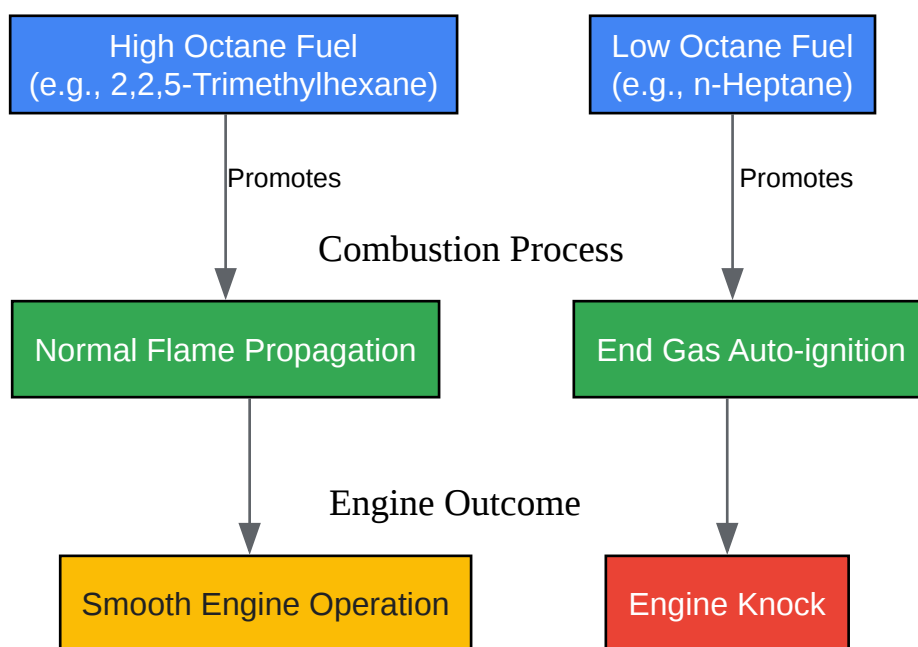 High Octane Fuel
(e.g., 2,2,5-Trimethylhexane)
Low Octane Fuel
(e.g., n-Heptane)
Promotes
Promotes
Combustion Process
Normal Flame Propagation
End Gas Auto-ignition
Engine Outcome
Smooth Engine Operation
Engine Knock